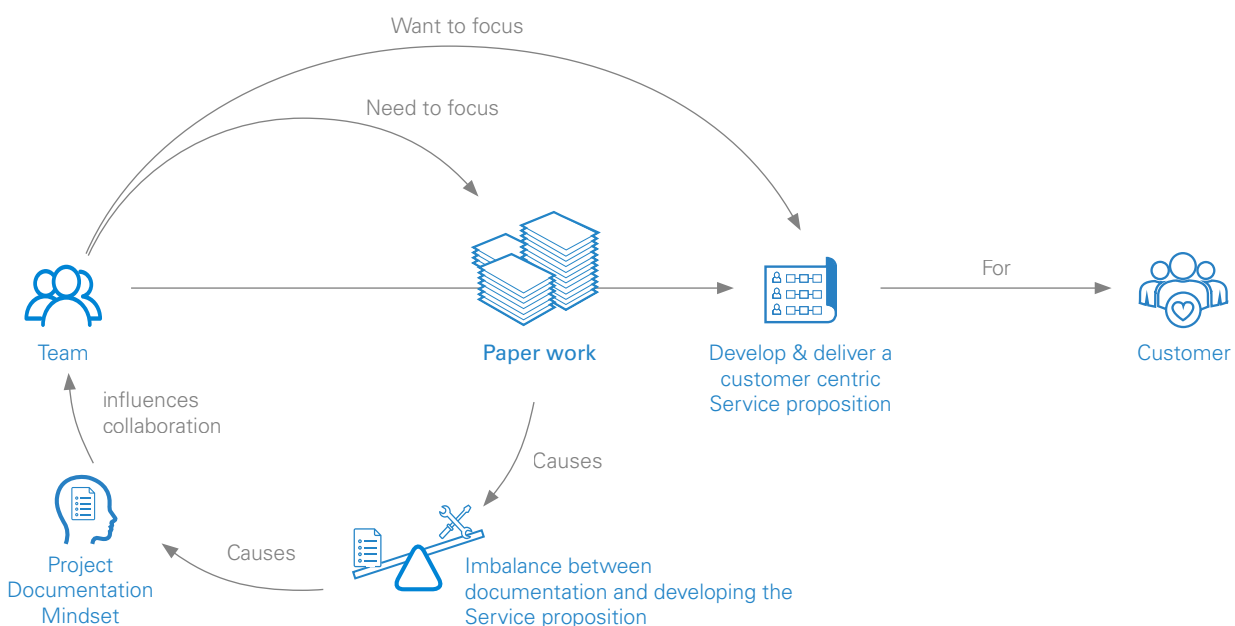 Want to focus
Need to focus
For
Team
Paper work
Develop & deliver a
customer centric
Service proposition
Customer
influences
collaboration
Causes
Causes
Project
Documentation
Mindset
Imbalance between
documentation and developing the
Service proposition